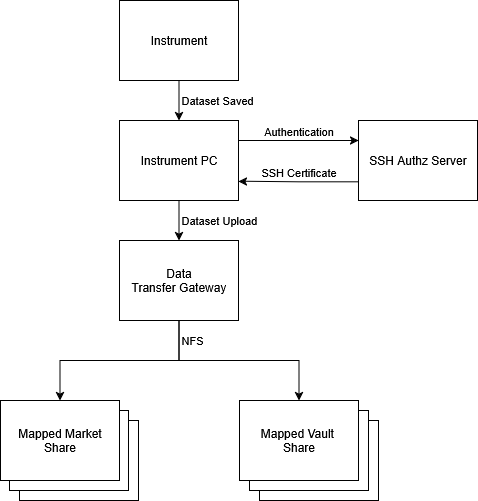 Instrument
Dataset Saved
Instrument PC
Authentication
SSH Certificate
SSH Authz Server
Dataset Upload
Data
Transfer Gateway
NFS
Mapped Market
Share
Mapped Vault
Share